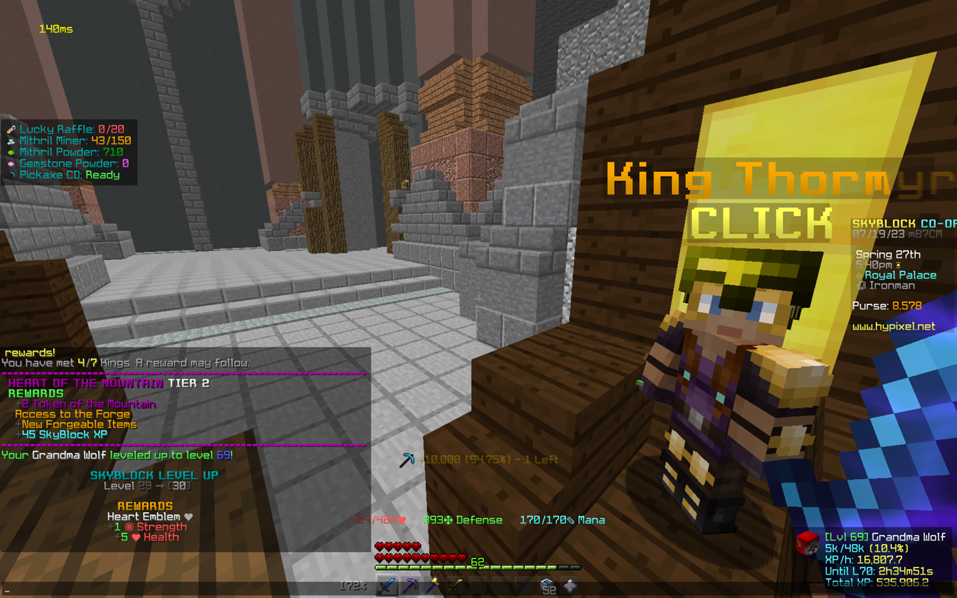 140ms
Lucky Raffle: 0/20
Mithril Miner: 43/150
Mithril Powder: 710
Gemstone Powder: 0
Pickaxe CD: Ready
King Thormyr
CLICK
SKYBLOCK CO-OP
07/19/23 m87CM
Spring 27th
5:40pm
Royal Palace
Ironman
Purse: 8,578
www.hypixel.net
rewards!
You have met 4/7 Kings. A reward may follow.
HEART OF THE MOUNTAIN TIER 2
REWARDS
+2 Token of the Mountain
Access to the Forge
+New Forgeable Items
+45 SkyBlock XP
Your Grandma Wolf leveled up to level 69!
SKYBLOCK LEVEL UP
Level 29 → [30]
REWARDS
Heart Emblem ❤
+1 Strength
+5 ❤ Health
10,000 (94.75%) - 1 Left
893 Defense
170/170 Mana
62
172%
52
[Lvl 69] Grandma Wolf
5k/48k (10.4%)
XP/h: 16,807.7
Until L70: 2h34m51s
Total XP: 535,906.2